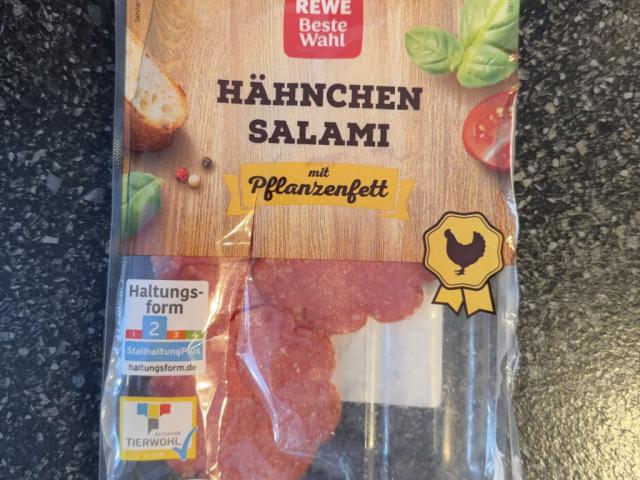 REWE
Beste
Wahl
HÄHNCHEN
SALAMI
mit
Pflanzenfett
Haltungs-
form
2
StallhaltungPlus
haltungsform.de
INITIATIVE
TIERWOHL